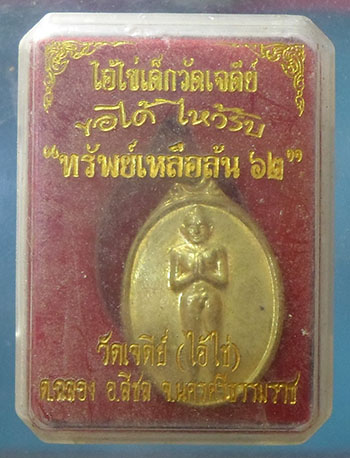 ไอ้ไข่เด็กวัดเจดีย์
ขอได้ ไหว้รับ
"ทรัพย์เหลือล้น ๖๒"
วัดเจดีย์ (ไอ้ไข่)
ต.ฉลอง อ.สิชล จ.นครศรีธรรมราช